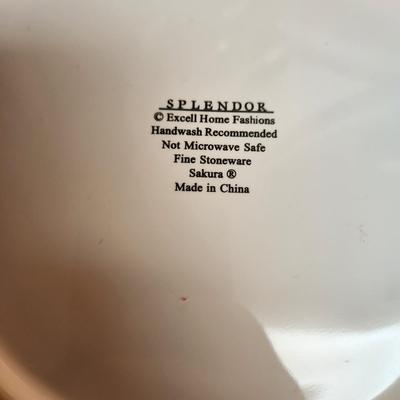 SPLENDOR
© Excell Home Fashions
Handwash Recommended
Not Microwave Safe
Fine Stoneware
Sakura ®
Made in China